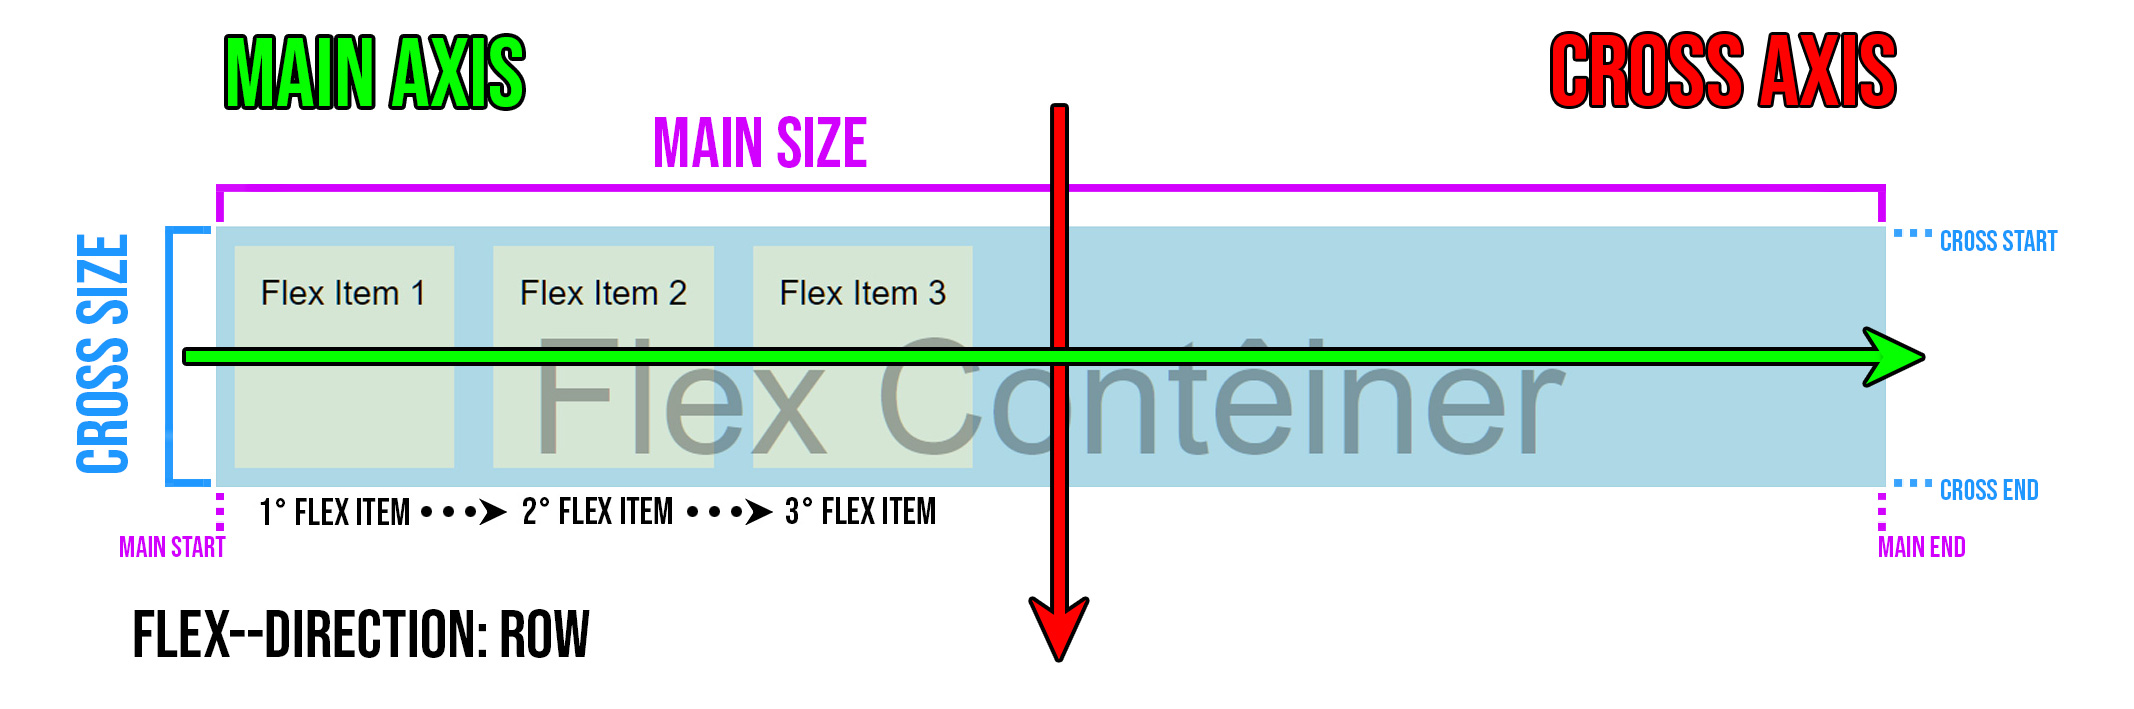 MAIN AXIS
CROSS AXIS
MAIN SIZE
CROSS SIZE
CROSS START
Flex Item 1
Flex Item 2
Flex Item 3
Flex Contêiner
CROSS END
1° FLEX ITEM
2° FLEX ITEM
3° FLEX ITEM
MAIN START
MAIN END
FLEX--DIRECTION: ROW